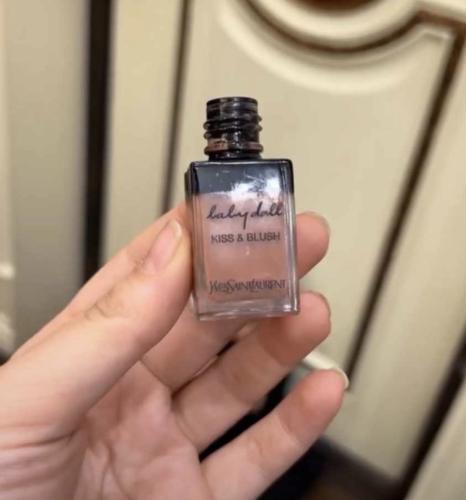 baby doll
KISS & BLUSH
YVESSAINTLAURENT